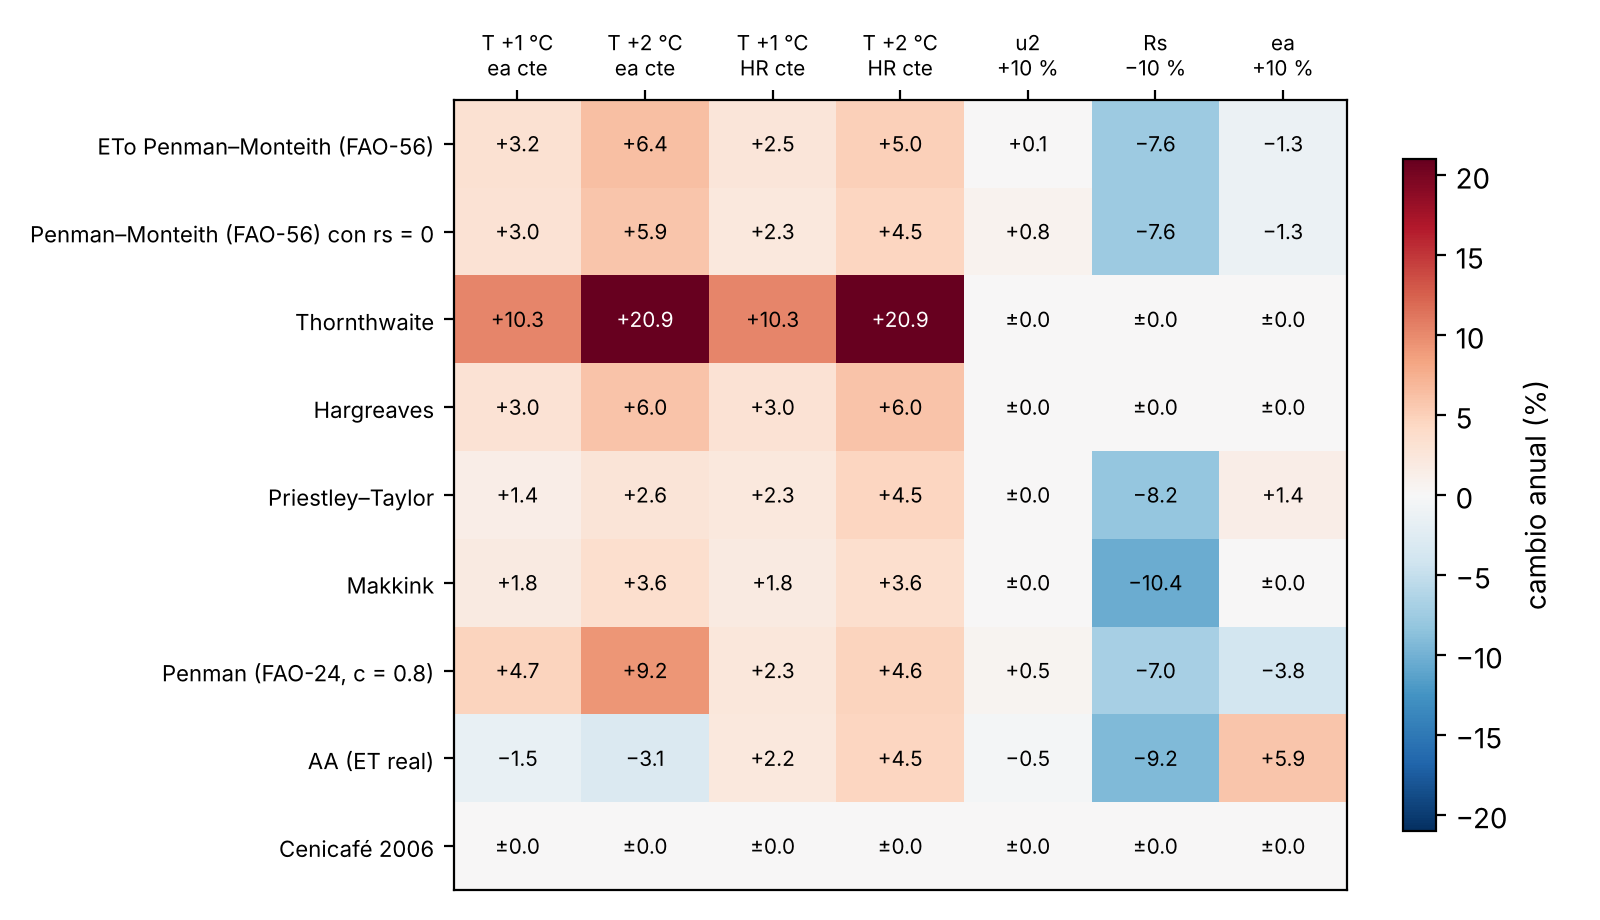 T +1 °C T +2 °C T +1 °C T +2 °C u2 Rs ea
ea cte ea cte HR cte HR cte +10 % −10 % +10 %
ETo Penman–Monteith (FAO-56) +3.2 +6.4 +2.5 +5.0 +0.1 −7.6 −1.3
Penman–Monteith (FAO-56) con rs = 0 +3.0 +5.9 +2.3 +4.5 +0.8 −7.6 −1.3
Thornthwaite +10.3 +20.9 +10.3 +20.9 ±0.0 ±0.0 ±0.0
Hargreaves +3.0 +6.0 +3.0 +6.0 ±0.0 ±0.0 ±0.0
Priestley–Taylor +1.4 +2.6 +2.3 +4.5 ±0.0 −8.2 +1.4
Makkink +1.8 +3.6 +1.8 +3.6 ±0.0 −10.4 ±0.0
Penman (FAO-24, c = 0.8) +4.7 +9.2 +2.3 +4.6 +0.5 −7.0 −3.8
AA (ET real) −1.5 −3.1 +2.2 +4.5 −0.5 −9.2 +5.9
Cenicafé 2006 ±0.0 ±0.0 ±0.0 ±0.0 ±0.0 ±0.0 ±0.0
20
15
10
5
0
−5
−10
−15
−20
cambio anual (%)